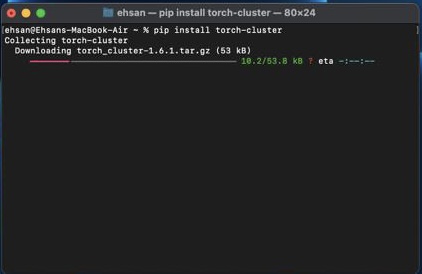 ehsan — pip install torch-cluster — 80×24
[ehsan@Ehsans-MacBook-Air ~ % pip install torch-cluster ]
Collecting torch-cluster
Downloading torch_cluster-1.6.1.tar.gz (53 kB)
10.2/53.8 kB ? eta -:--:--